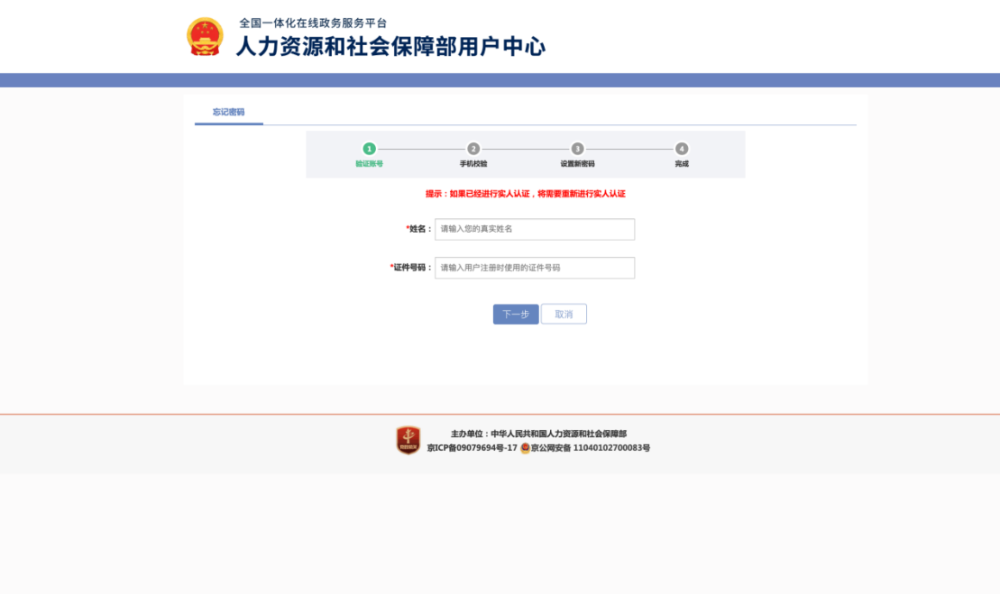 全国一体化在线政务服务平台
人力资源和社会保障部用户中心
忘记密码
1 2 3 4
验证账号 手机校验 设置新密码 完成
提示：如果已经进行实人认证，将需要重新进行实人认证
*姓名： 请输入您的真实姓名
*证件号码： 请输入用户注册时使用的证件号码
下一步 取消
主办单位：中华人民共和国人力资源和社会保障部
京ICP备09079694号-17 京公网安备 11040102700083号